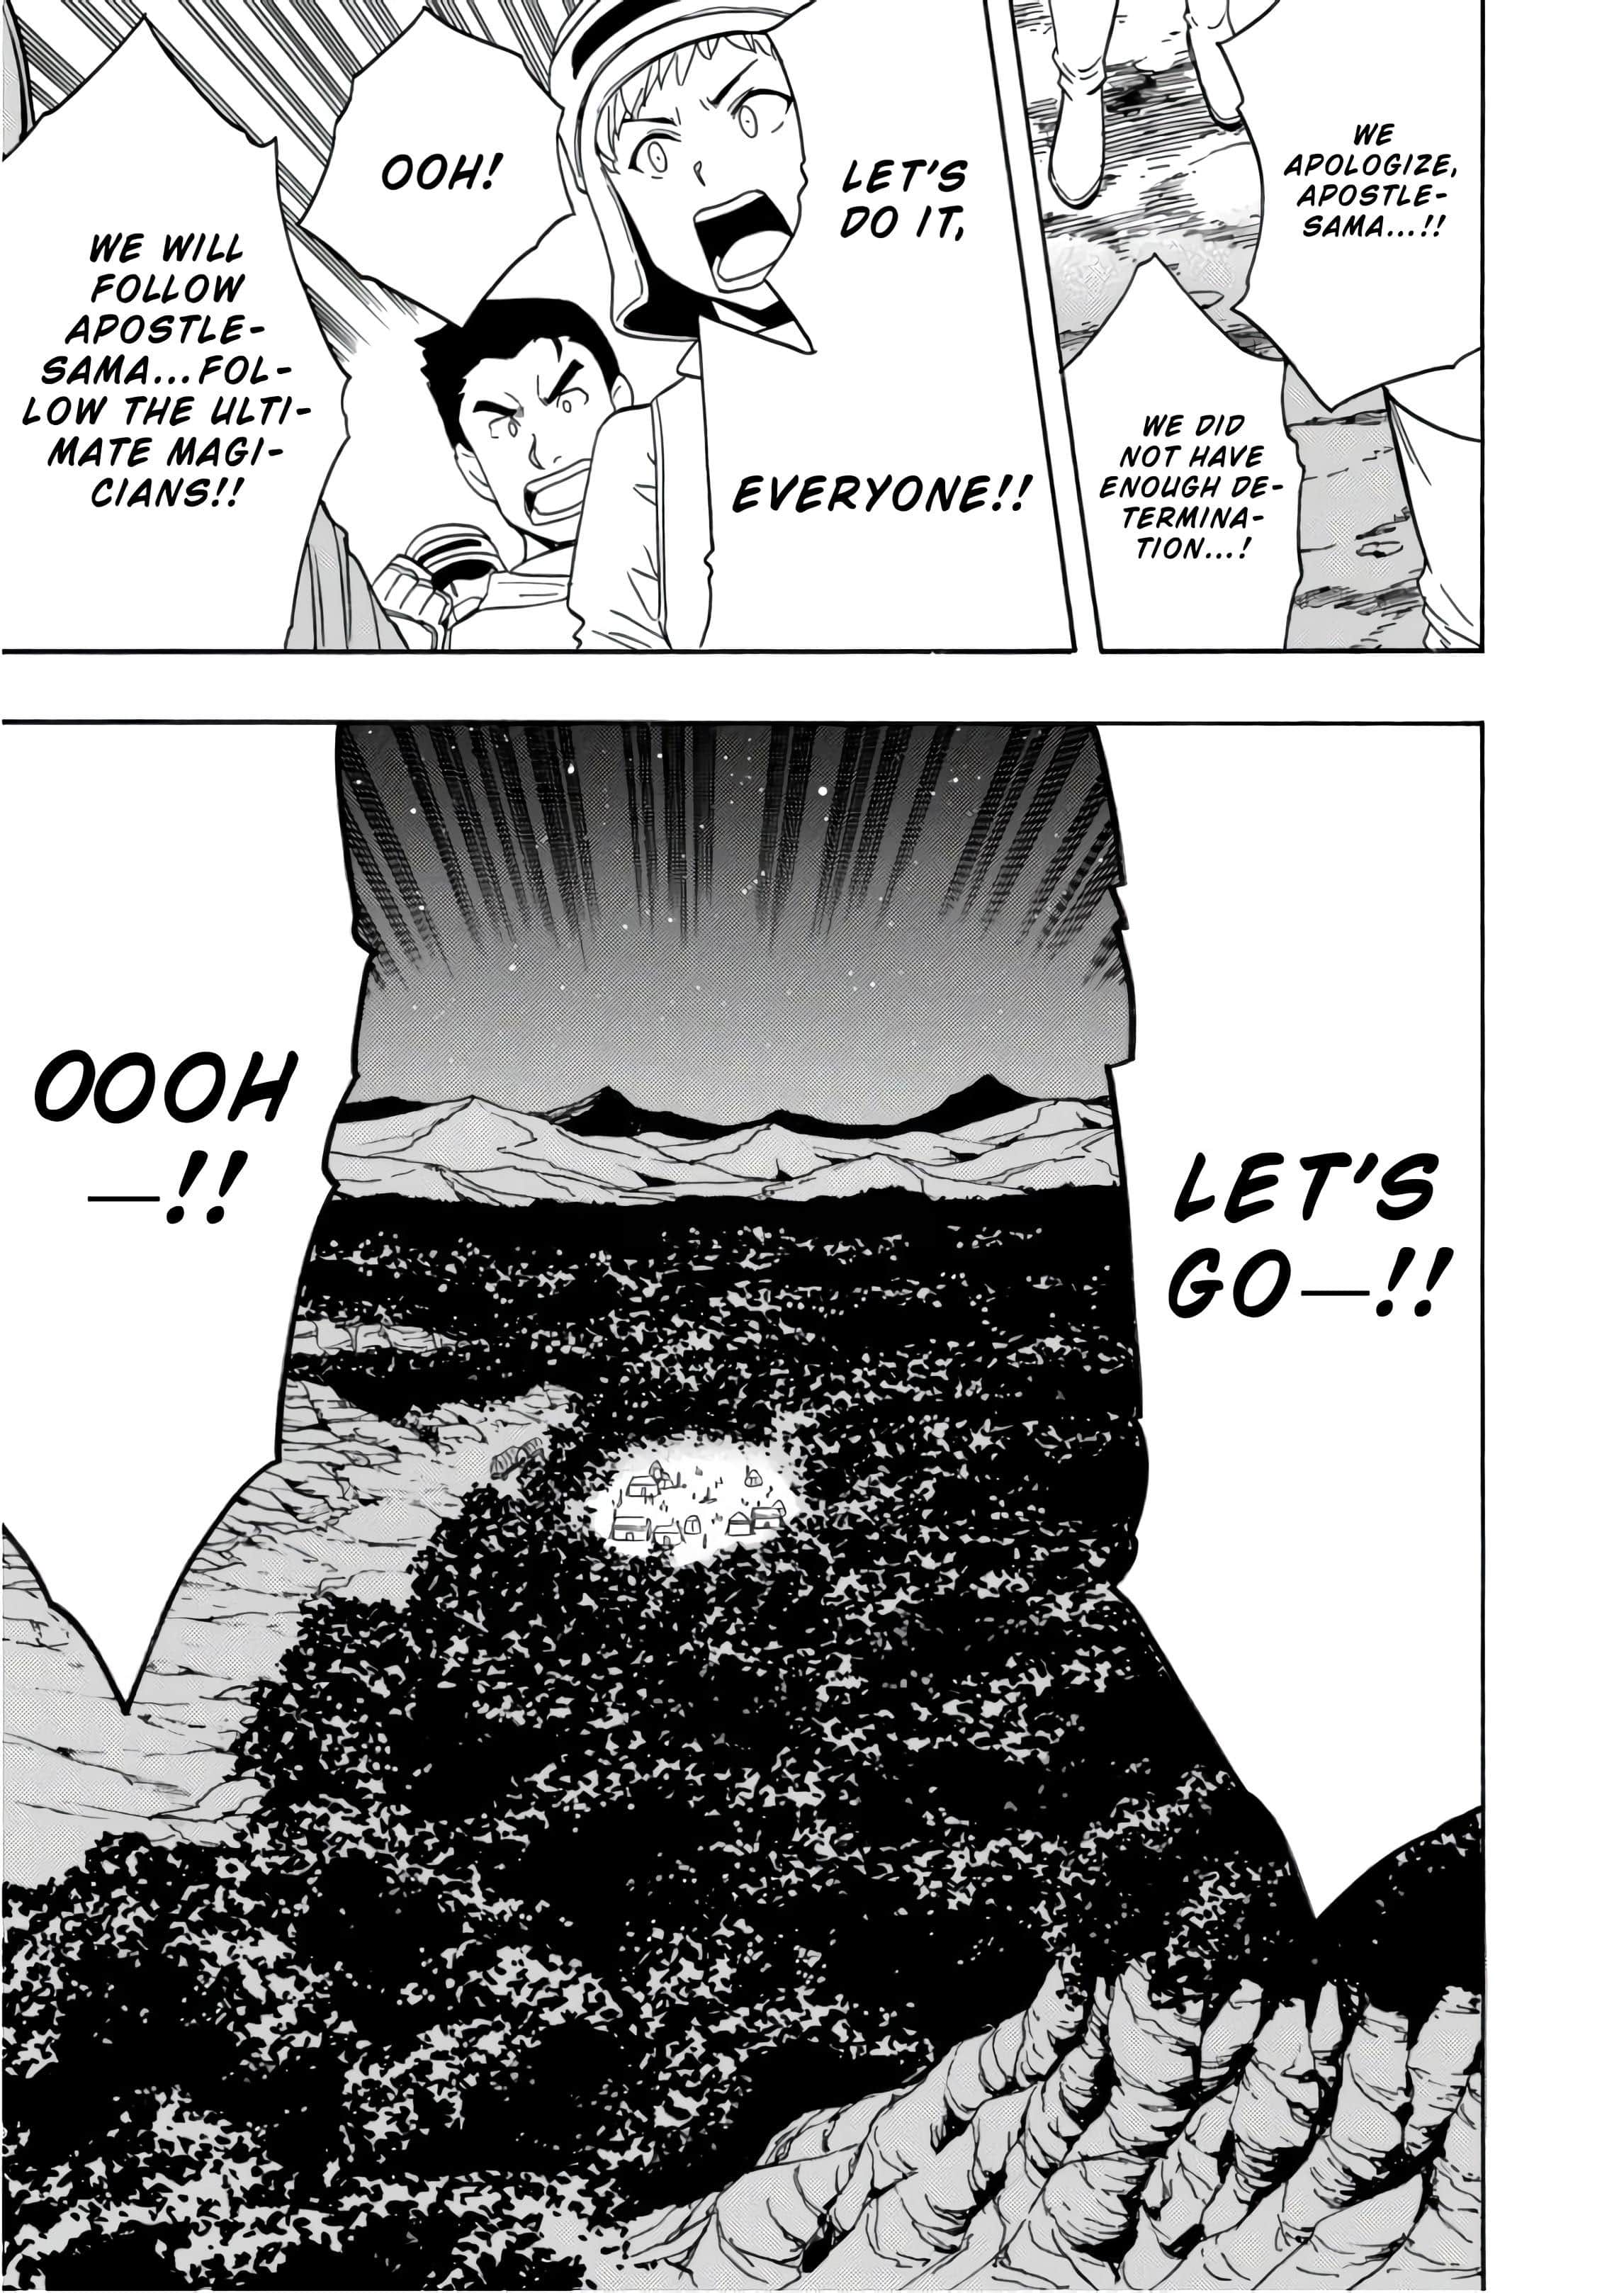 WE
APOLOGIZE,
APOSTLE-
SAMA...!!
WE DID
NOT HAVE
ENOUGH DE-
TERMINA-
TION...!
LET'S
DO IT,
EVERYONE!!
OOH!
WE WILL
FOLLOW
APOSTLE-
SAMA...FOL-
LOW THE ULTI-
MATE MAGI-
CIANS!!
LET'S
GO—!!
OOOH
—!!